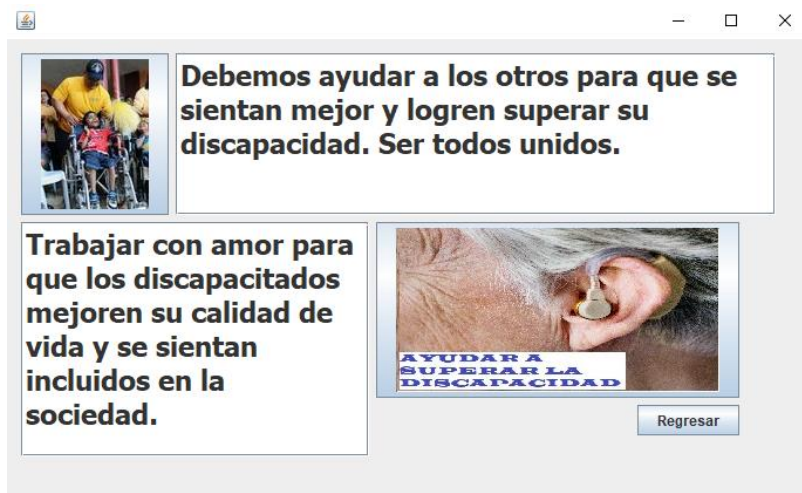 Debemos ayudar a los otros para que se
sientan mejor y logren superar su
discapacidad. Ser todos unidos.
Trabajar con amor para
que los discapacitados
mejoren su calidad de
vida y se sientan
incluidos en la
sociedad.
AYUDAR A
SUPERAR LA
DISCAPACIDAD
Regresar